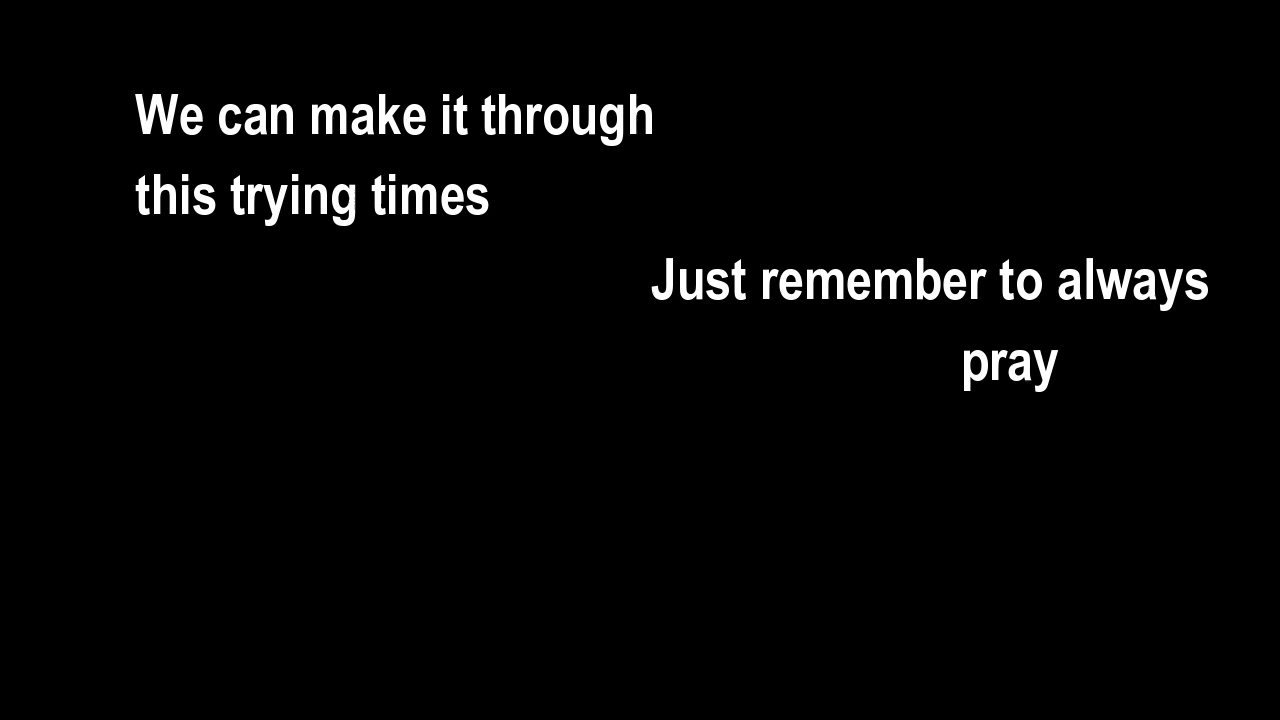 We can make it through
this trying times
Just remember to always
pray